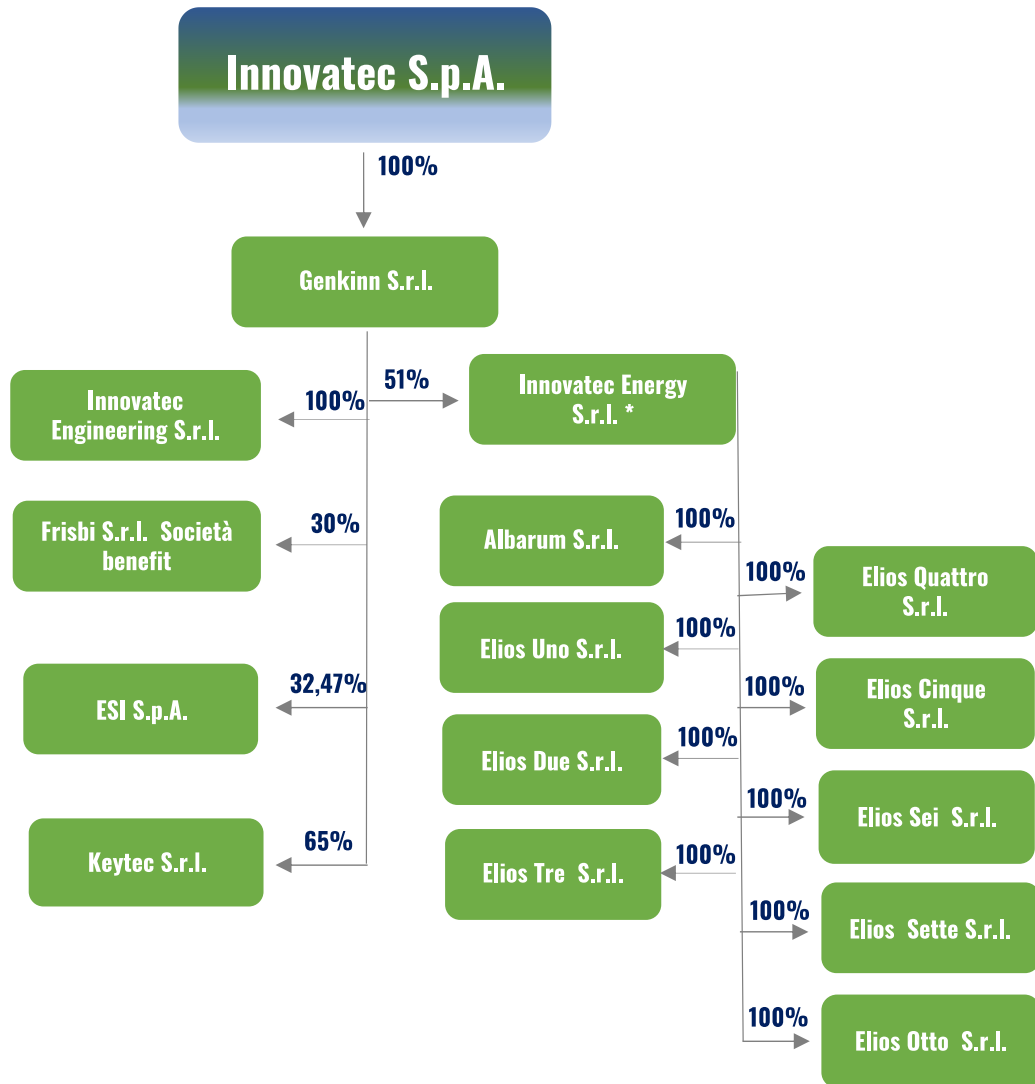 Innovatec S.p.A.
100%
Genkinn S.r.l.
51%
Innovatec Energy
S.r.l. *
100%
Innovatec
Engineering S.r.l.
30%
Frisbi S.r.l. Società
benefit
32,47%
ESI S.p.A.
65%
Keytec S.r.l.
100%
Albarum S.r.l.
100%
Elios Uno S.r.l.
100%
Elios Due S.r.l.
100%
Elios Tre S.r.l.
100%
Elios Quattro
S.r.l.
100%
Elios Cinque
S.r.l.
100%
Elios Sei S.r.l.
100%
Elios Sette S.r.l.
100%
Elios Otto S.r.l.